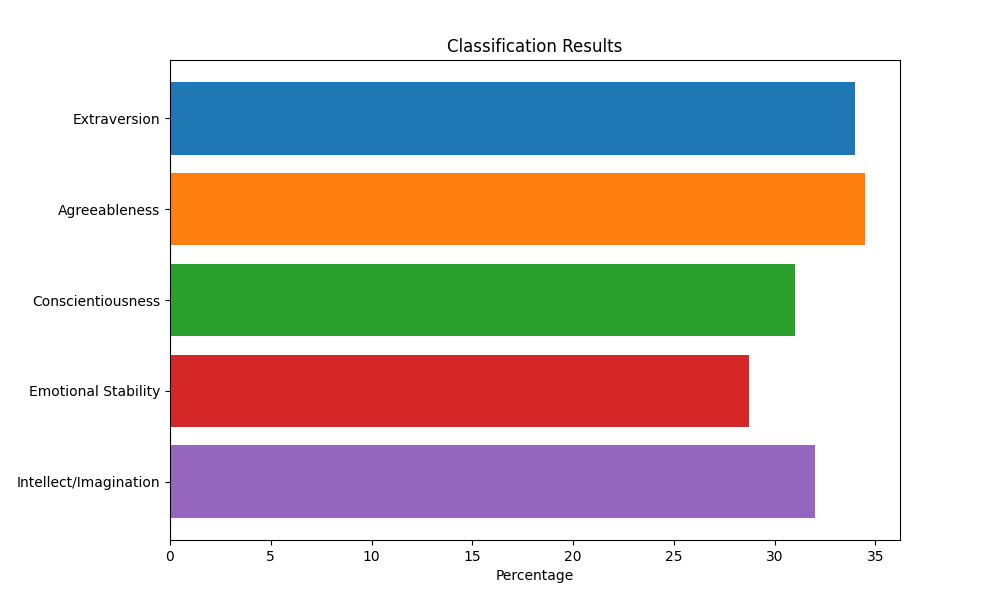 Classification Results
Extraversion
Agreeableness
Conscientiousness
Emotional Stability
Intellect/Imagination
0 5 10 15 20 25 30 35
Percentage